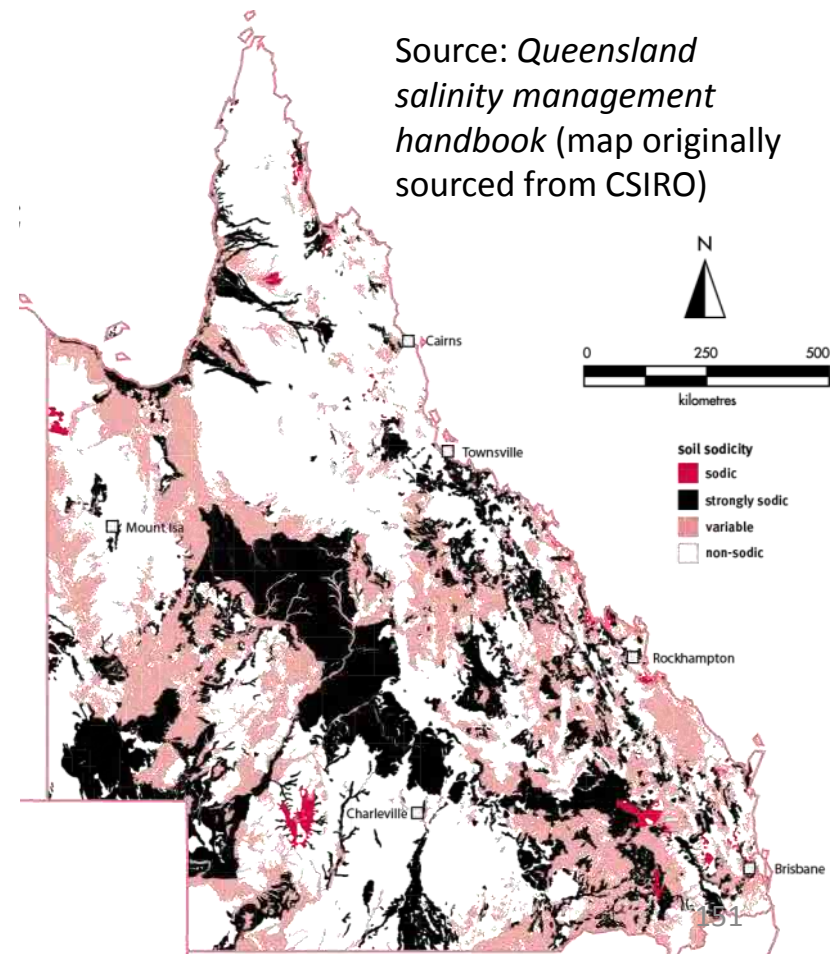 Source: Queensland
salinity management
handbook (map originally
sourced from CSIRO)
N
0 250 500
kilometres
Cairns
Townsville
soil sodicity
sodic
strongly sodic
variable
non-sodic
Mount Isa
Rockhampton
Charleville
Brisbane
151